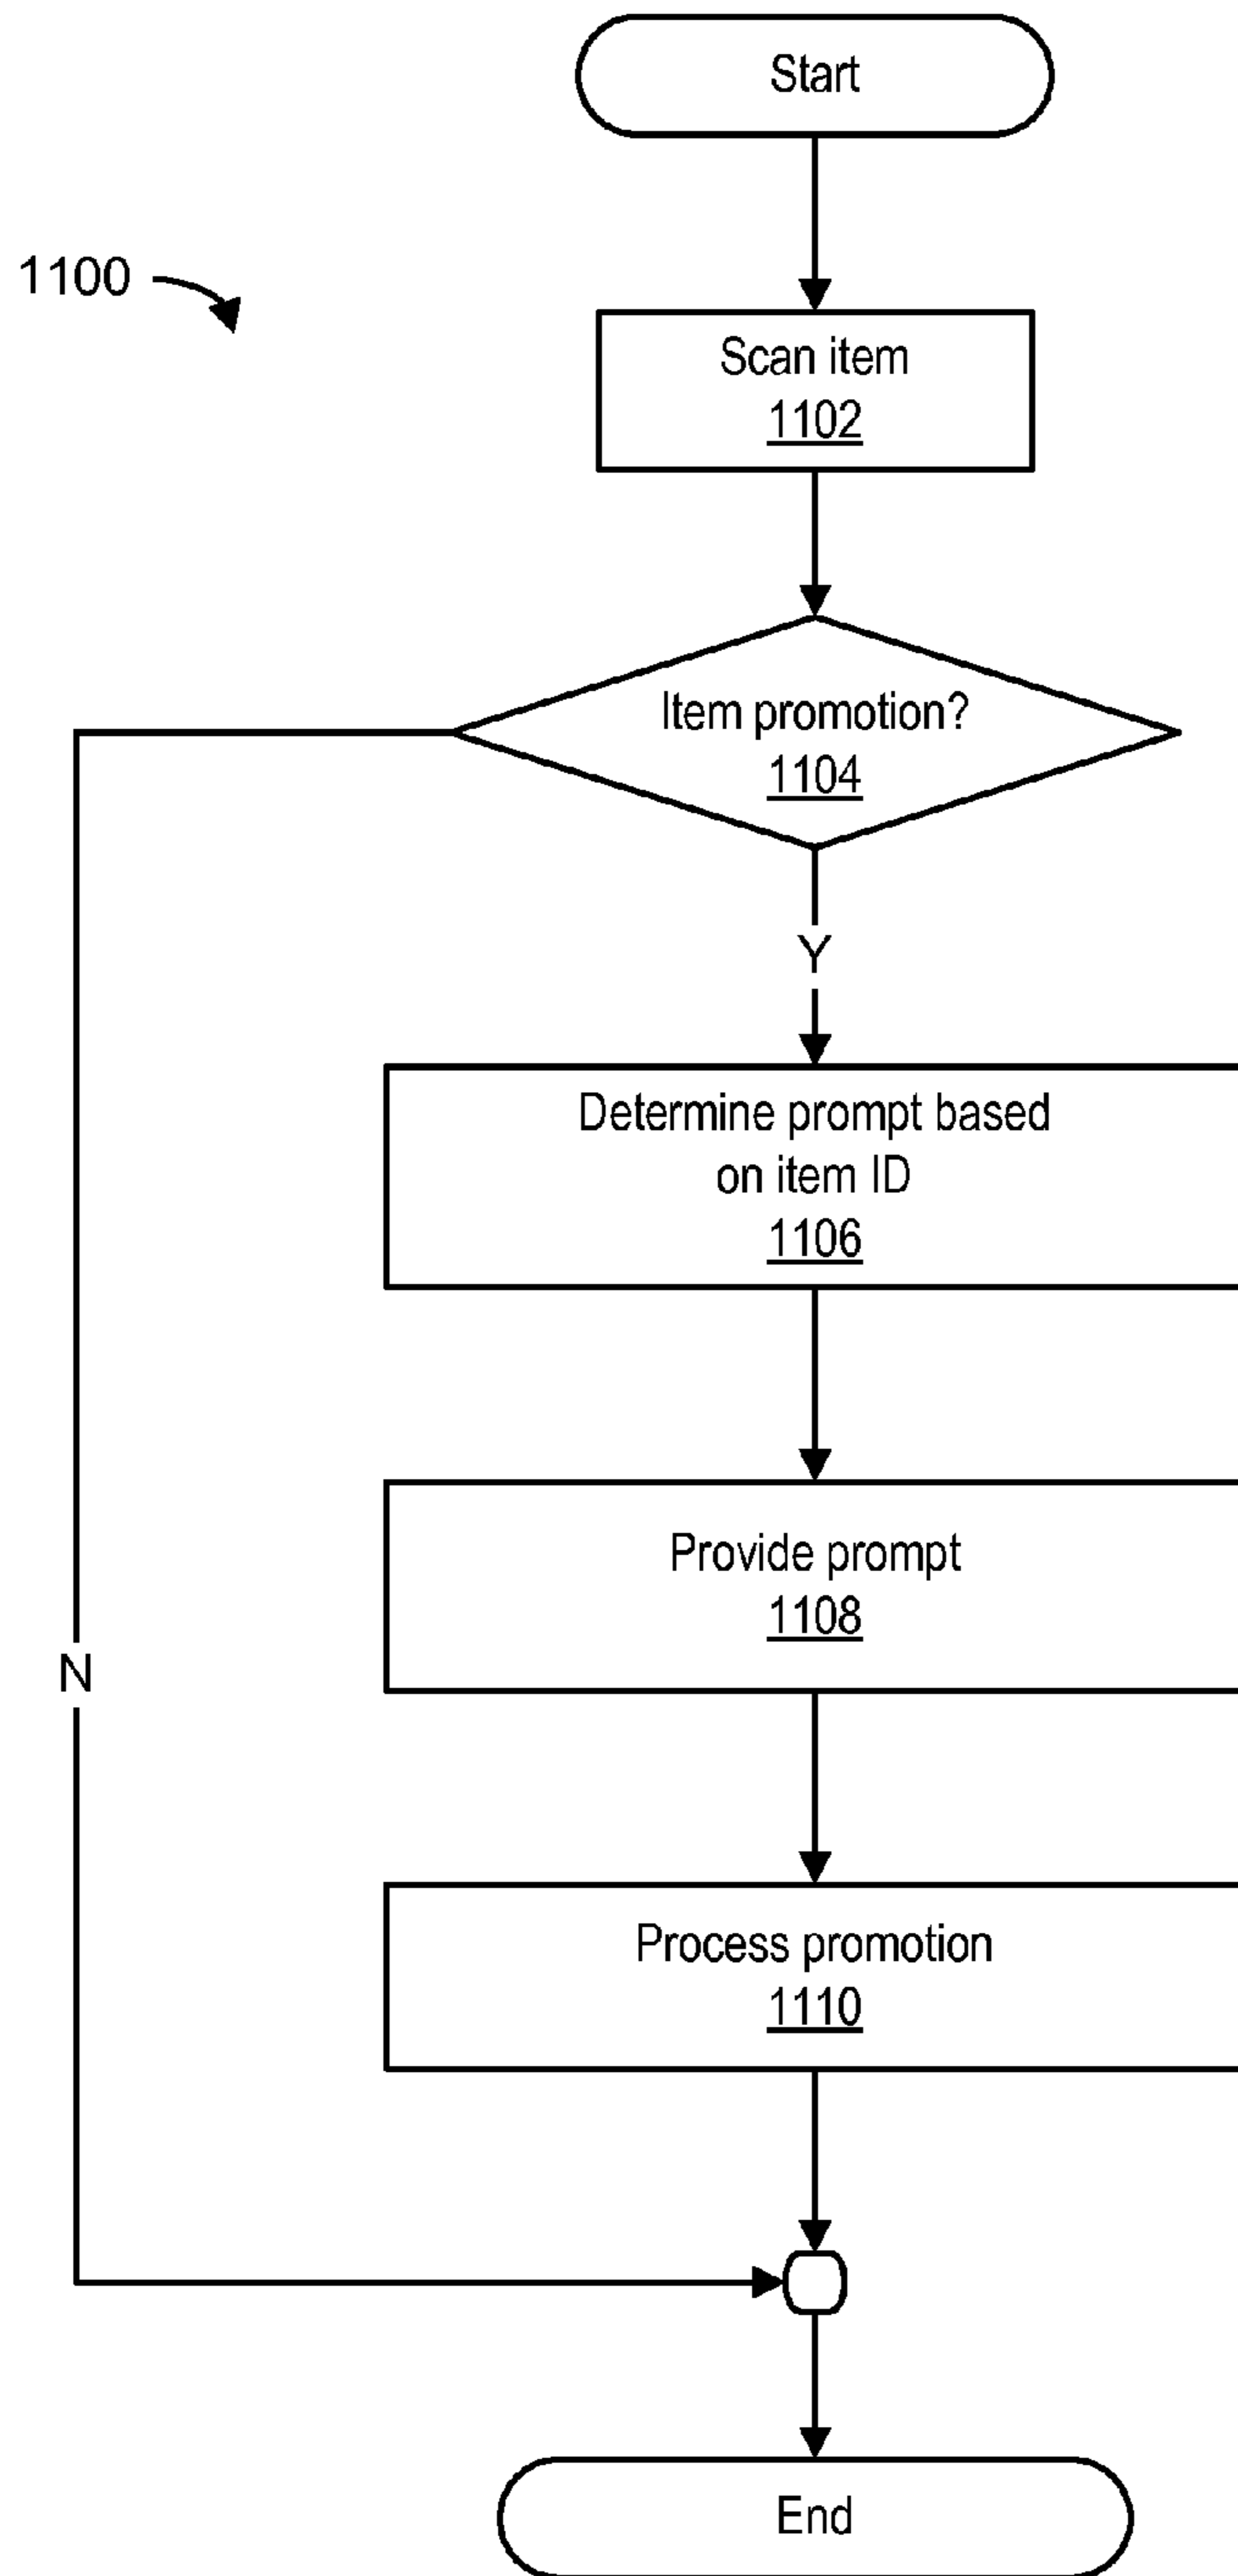 Start
1100
Scan item
1102
Item promotion?
1104
Y
Determine prompt based
on item ID
1106
Provide prompt
1108
N
Process promotion
1110
End